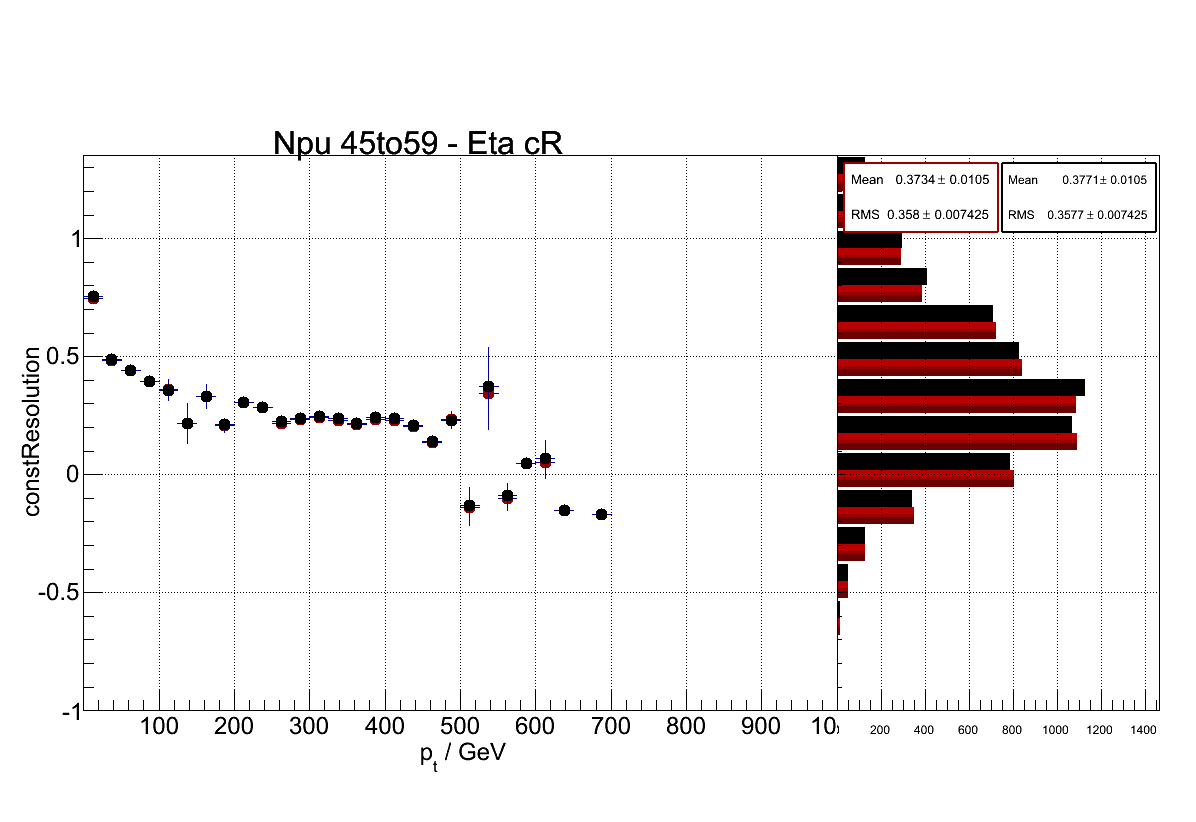 Npu 45to59 - Eta cR
Mean 0.3734 ± 0.0105
RMS 0.358 ± 0.007425
Mean 0.3771 ± 0.0105
RMS 0.3577 ± 0.007425
constResolution
1
0.5
0
-0.5
-1
100 200 300 400 500 600 700 800 900 10
200 400 600 800 1000 1200 1400
pt / GeV